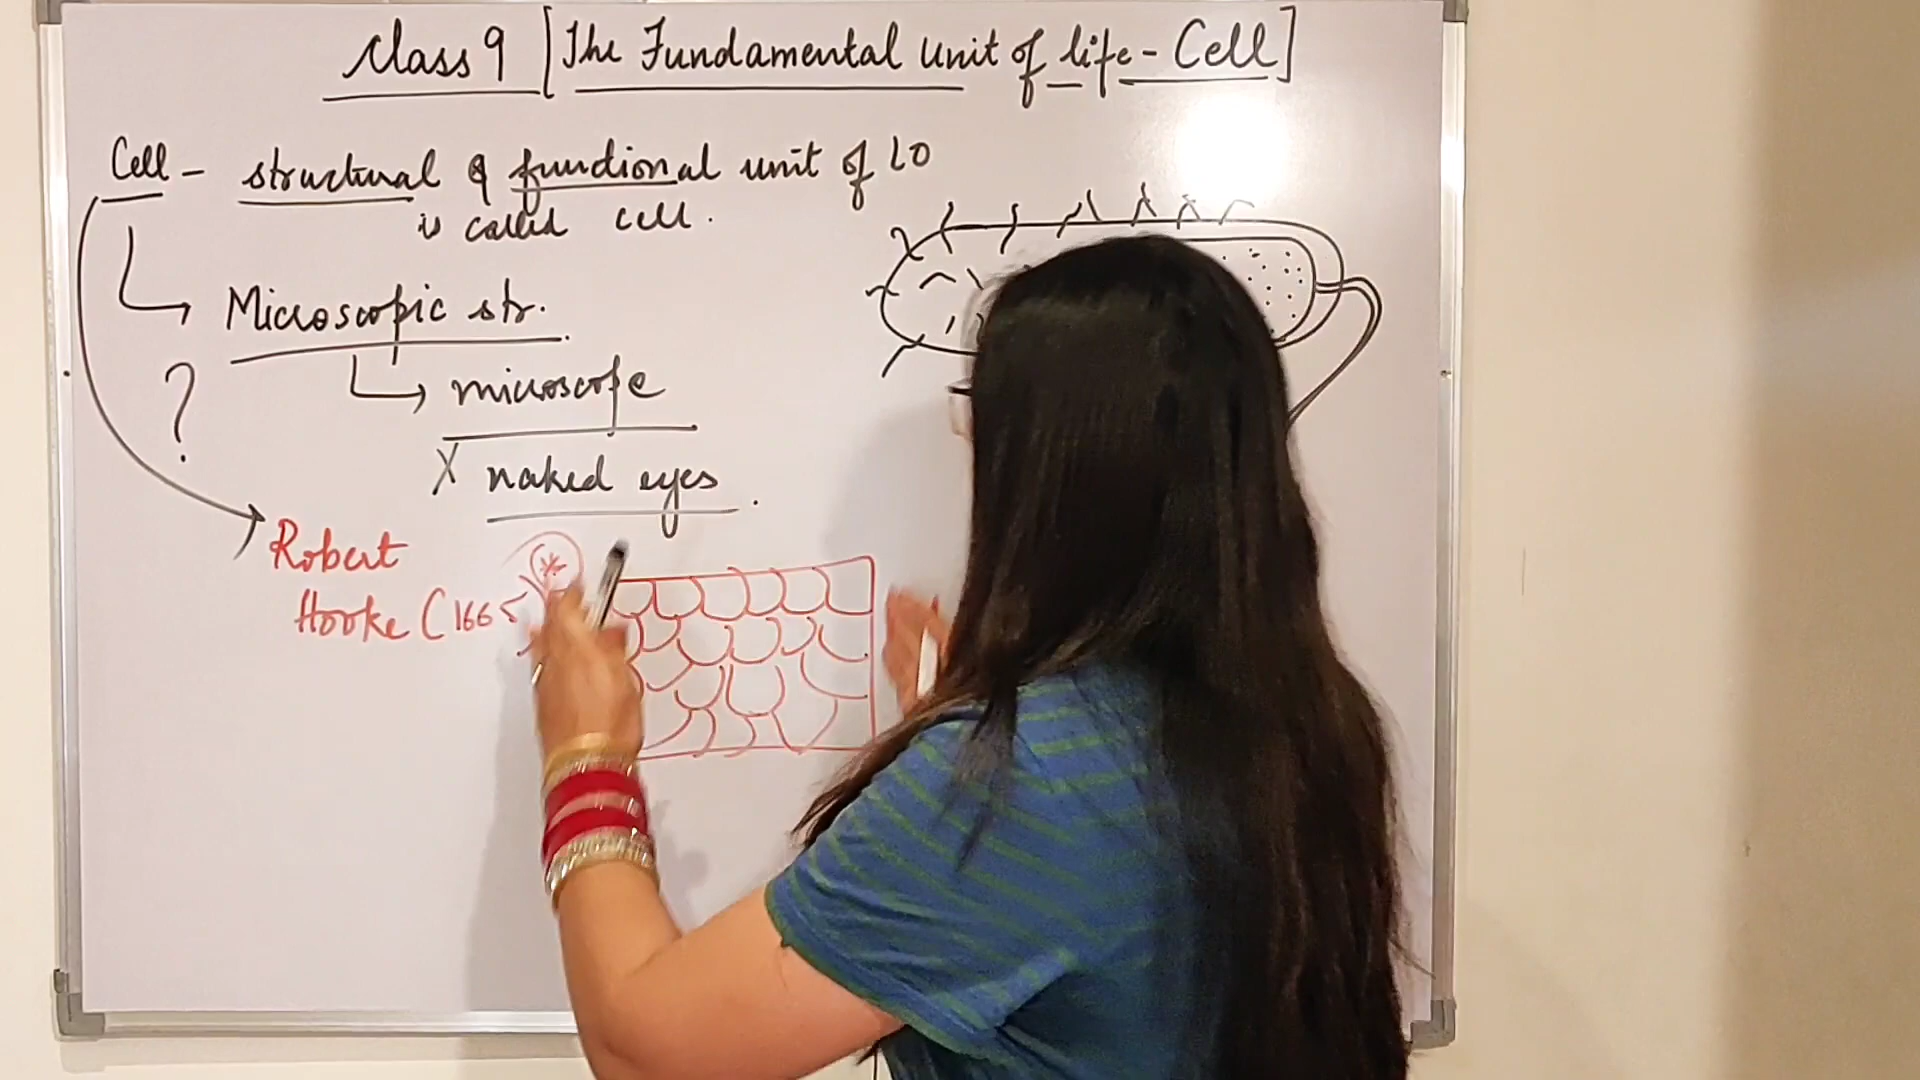 Class 9 [The Fundamental Unit of life - Cell]
Cell - structural & functional unit of LO
is called cell.
Microscopic str.
?
microscope
X naked eyes.
Robert
Hooke (1665